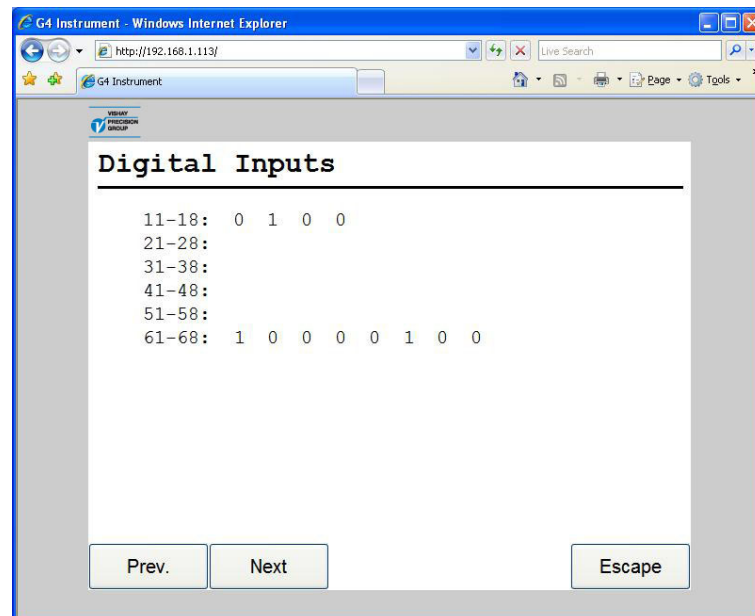 G4 Instrument - Windows Internet Explorer
http://192.168.1.113/
Live Search
G4 Instrument
Page
Tools
VISHAY
PRECISION
GROUP
Digital Inputs
11-18: 0 1 0 0
21-28:
31-38:
41-48:
51-58:
61-68: 1 0 0 0 0 1 0 0
Prev.
Next
Escape